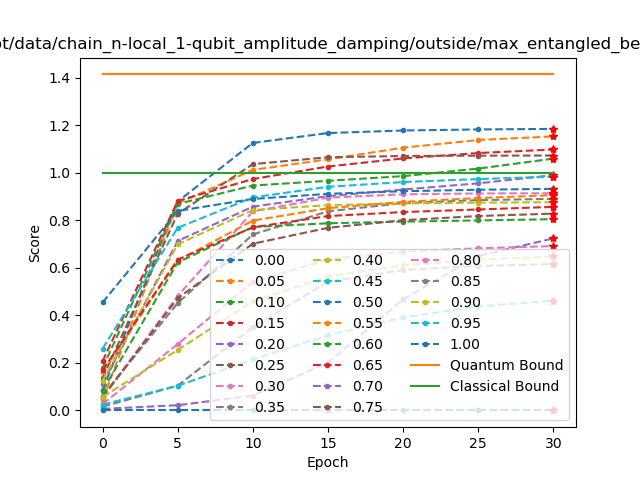 ot/data/chain_n-local_1-qubit_amplitude_damping/outside/max_entangled_be
1.4
1.2
1.0
0.8
0.6
0.4
0.2
0.0
Score
0 5 10 15 20 25 30
Epoch
0.00 0.40 0.80
0.05 0.45 0.85
0.10 0.50 0.90
0.15 0.55 0.95
0.20 0.60 1.00
0.25 0.65 Quantum Bound
0.30 0.70 Classical Bound
0.35 0.75